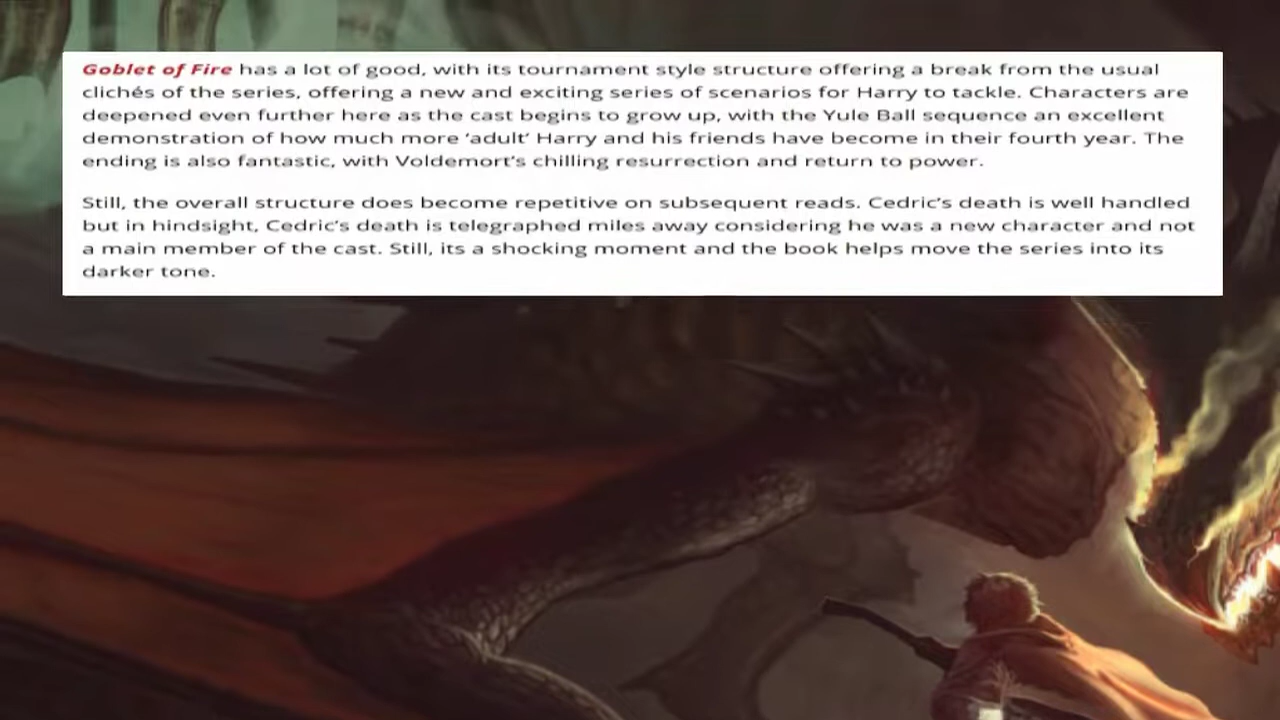 Goblet of Fire has a lot of good, with its tournament style structure offering a break from the usual
clichés of the series, offering a new and exciting series of scenarios for Harry to tackle. Characters are
deepened even further here as the cast begins to grow up, with the Yule Ball sequence an excellent
demonstration of how much more ‘adult’ Harry and his friends have become in their fourth year. The
ending is also fantastic, with Voldemort’s chilling resurrection and return to power.
Still, the overall structure does become repetitive on subsequent reads. Cedric’s death is well handled
but in hindsight, Cedric’s death is telegraphed miles away considering he was a new character and not
a main member of the cast. Still, its a shocking moment and the book helps move the series into its
darker tone.